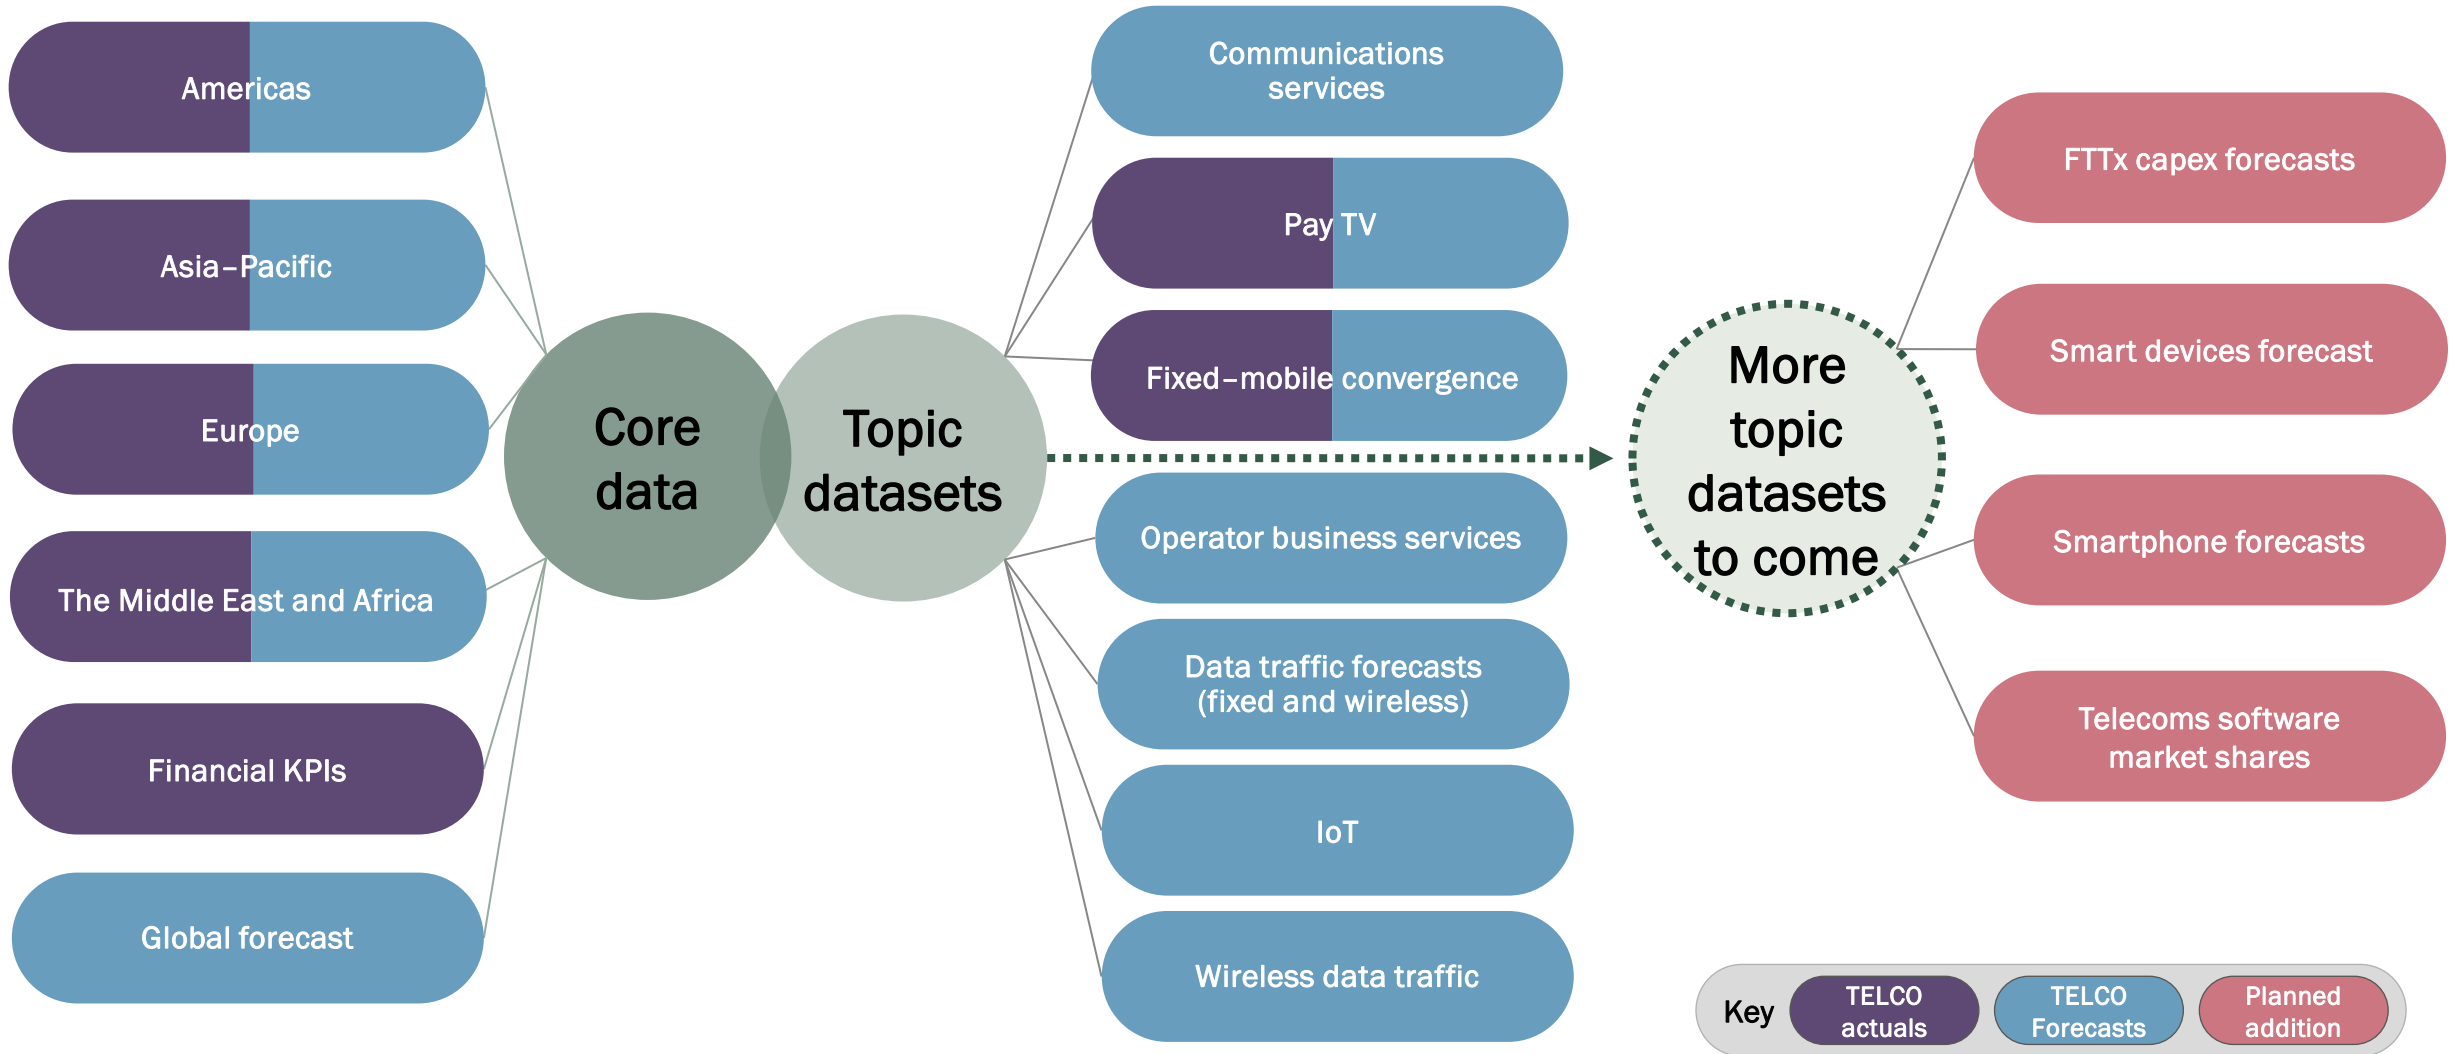 Americas
Asia–Pacific
Europe
The Middle East and Africa
Financial KPIs
Global forecast
Core
data
Topic
datasets
Communications
services
Pay TV
Fixed–mobile convergence
Operator business services
Data traffic forecasts
(fixed and wireless)
IoT
Wireless data traffic
More
topic
datasets
to come
FTTx capex forecasts
Smart devices forecast
Smartphone forecasts
Telecoms software
market shares
Key
TELCO
actuals
TELCO
Forecasts
Planned
addition